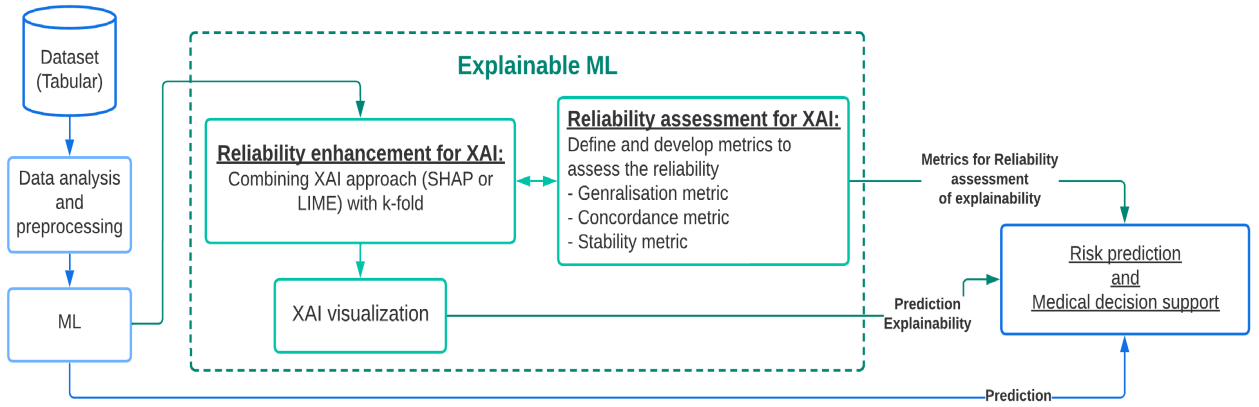 Dataset
(Tabular)
Data analysis
and
preprocessing
ML
Explainable ML
Reliability enhancement for XAI:
Combining XAI approach (SHAP or
LIME) with k-fold
Reliability assessment for XAI:
Define and develop metrics to
assess the reliability
- Genralisation metric
- Concordance metric
- Stability metric
XAI visualization
Metrics for Reliability
assessment
of explainability
Prediction
Explainability
Risk prediction
and
Medical decision support
Prediction